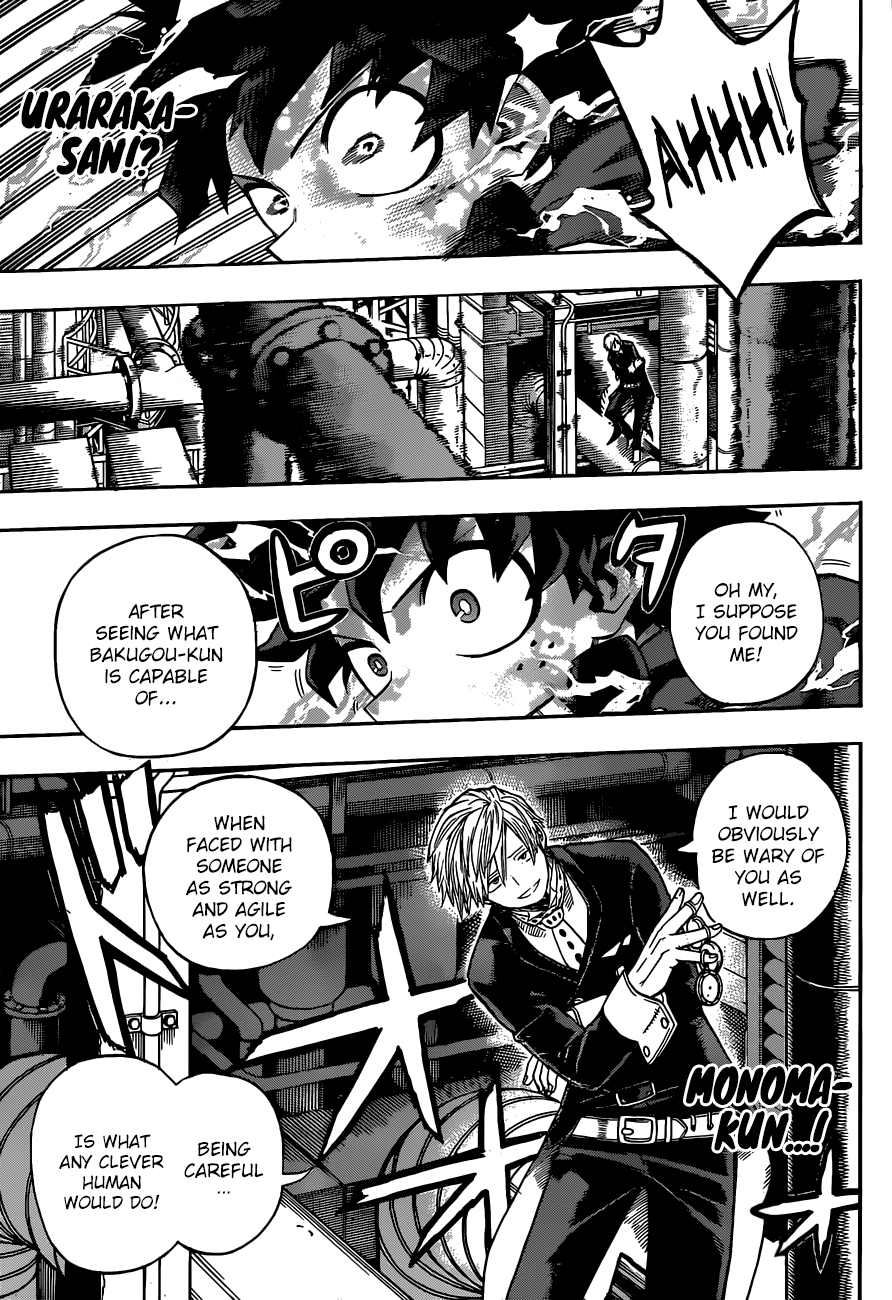 AHHH!
URARAKA-
SAN!?
OH MY,
I SUPPOSE
YOU FOUND
ME!
ピタ
AFTER
SEEING WHAT
BAKUGOU-KUN
IS CAPABLE
OF...
I WOULD
OBVIOUSLY
BE WARY OF
YOU AS
WELL.
WHEN
FACED WITH
SOMEONE
AS STRONG
AND AGILE
AS YOU,
MONOMA-
KUN...!
BEING
CAREFUL
...
IS WHAT
ANY CLEVER
HUMAN
WOULD DO!